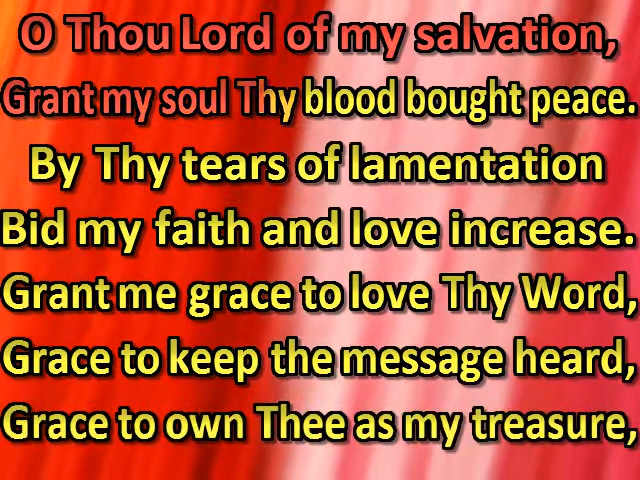 O Thou Lord of my salvation,
Grant my soul Thy blood bought peace.
By Thy tears of lamentation
Bid my faith and love increase.
Grant me grace to love Thy Word,
Grace to keep the message heard,
Grace to own Thee as my treasure,